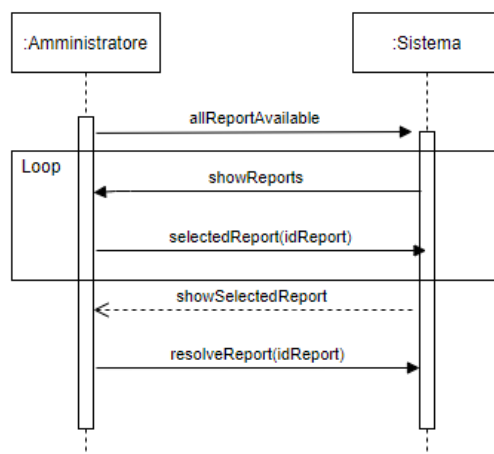 :Amministratore
:Sistema
allReportAvailable
Loop
showReports
selectedReport(idReport)
showSelectedReport
resolveReport(idReport)